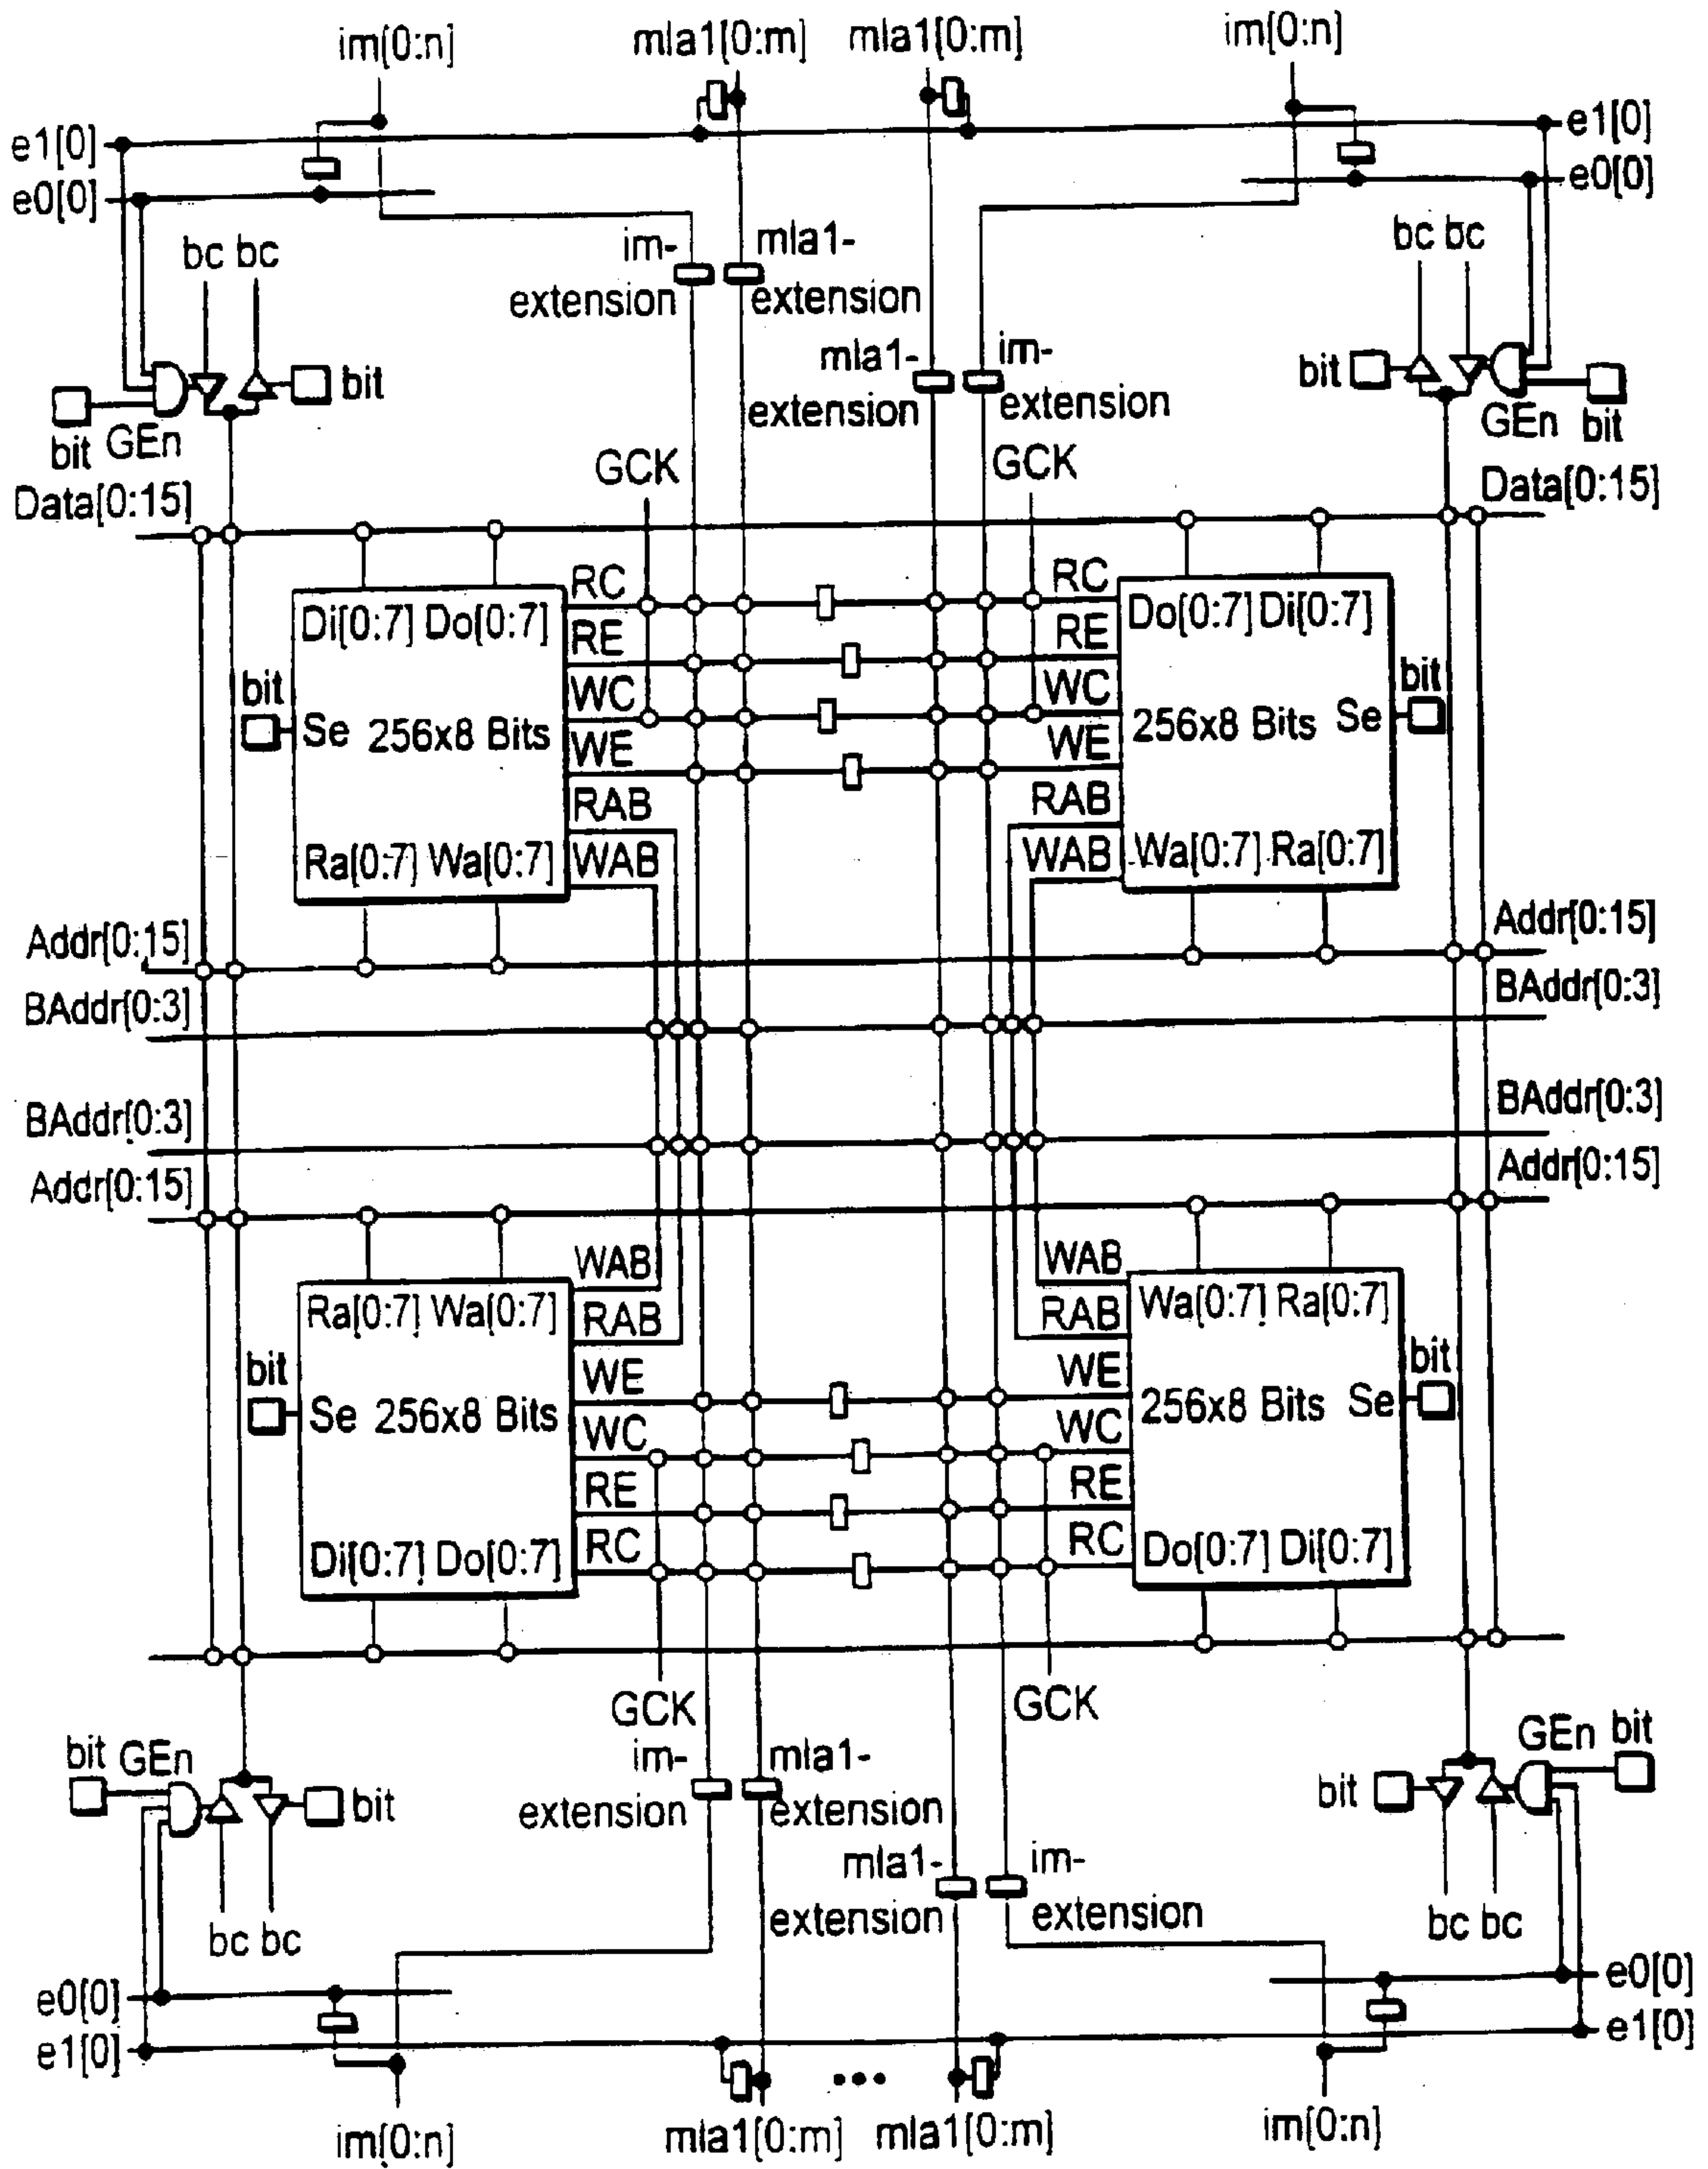 im[0:n] mla1[0:m] mla1[0:m] im[0:n]
e1[0] e1[0]
e0[0] e0[0]
bc bc im- mla1- bc bc
extension extension
mla1- im-
bit bit
extension extension
bit GEn GEn bit
GCK GCK
Data[0:15] Data[0:15]
RC RC
Di[0:7] Do[0:7] Do[0:7] Di[0:7]
RE RE
bit WC WC bit
Se 256x8 Bits 256x8 Bits Se
WE WE
RAB RAB
Ra[0:7] Wa[0:7] WAB WAB Wa[0:7] Ra[0:7]
Addr[0:15] Addr[0:15]
BAddr[0:3] BAddr[0:3]
BAddr[0:3] BAddr[0:3]
Addr[0:15] Addr[0:15]
WAB WAB
Ra[0:7] Wa[0:7] RAB RAB Wa[0:7] Ra[0:7]
bit WE WE bit
Se 256x8 Bits 256x8 Bits Se
WC WC
RE RE
Di[0:7] Do[0:7] RC RC Do[0:7] Di[0:7]
GCK GCK
bit GEn im- mla1- GEn bit
bit extension extension bit
mla1- im-
extension extension
bc bc bc bc
e0[0] e0[0]
e1[0] e1[0]
•••
im[0:n] mla1[0:m] mla1[0:m] im[0:n]